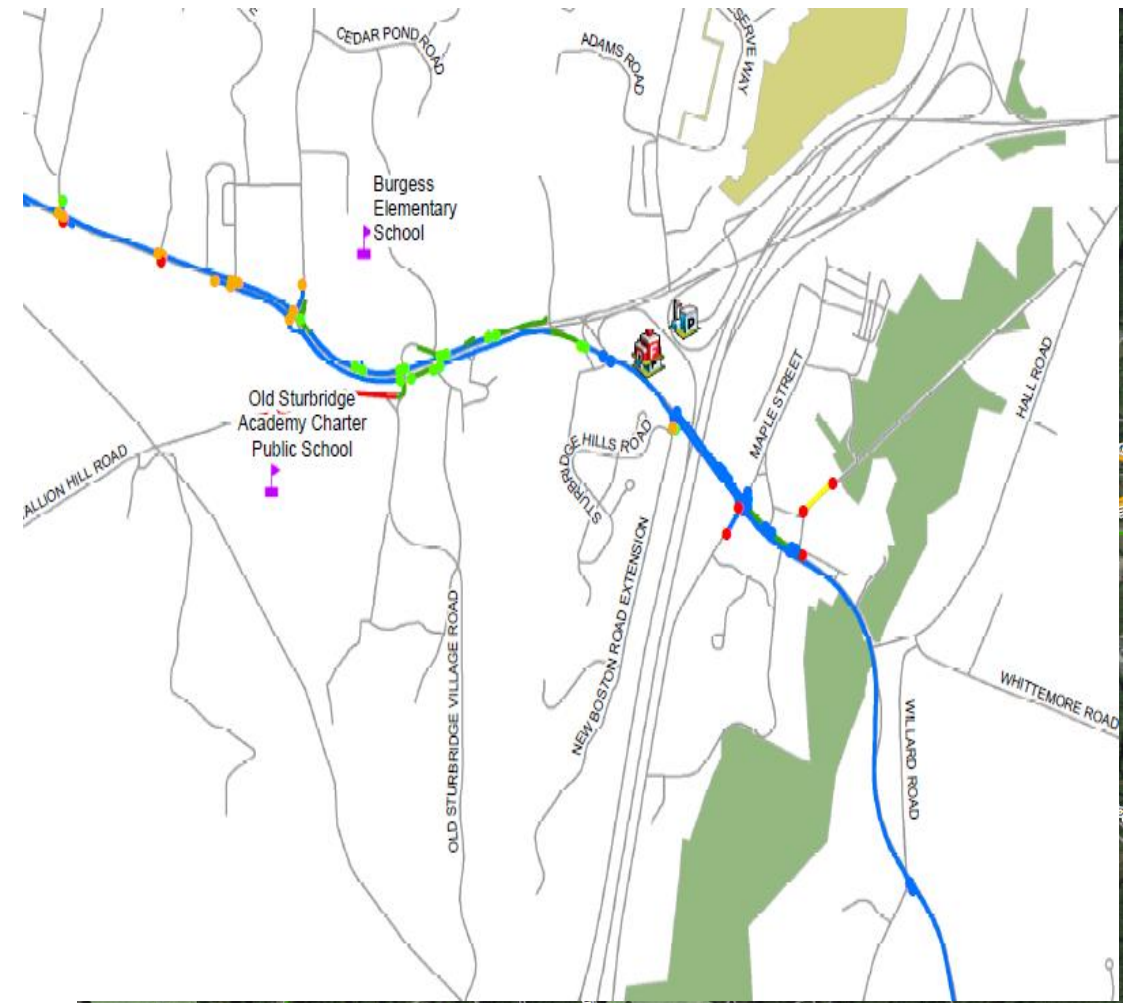 CEDAR POND ROAD
ADAMS ROAD
SERVE WAY
Burgess
Elementary
School
Old Sturbridge
Academy Charter
Public School
ALLION HILL ROAD
STURBRIDGE HILLS ROAD
MAPLE STREET
HALL ROAD
NEW BOSTON ROAD EXTENSION
OLD STURBRIDGE VILLAGE ROAD
WHITTEMORE ROAD
WILLARD ROAD
F
P